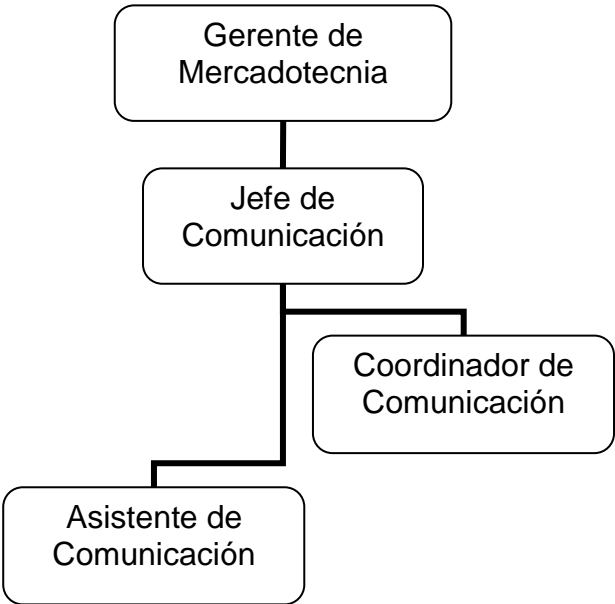 Gerente de
Mercadotecnia
Jefe de
Comunicación
Coordinador de
Comunicación
Asistente de
Comunicación